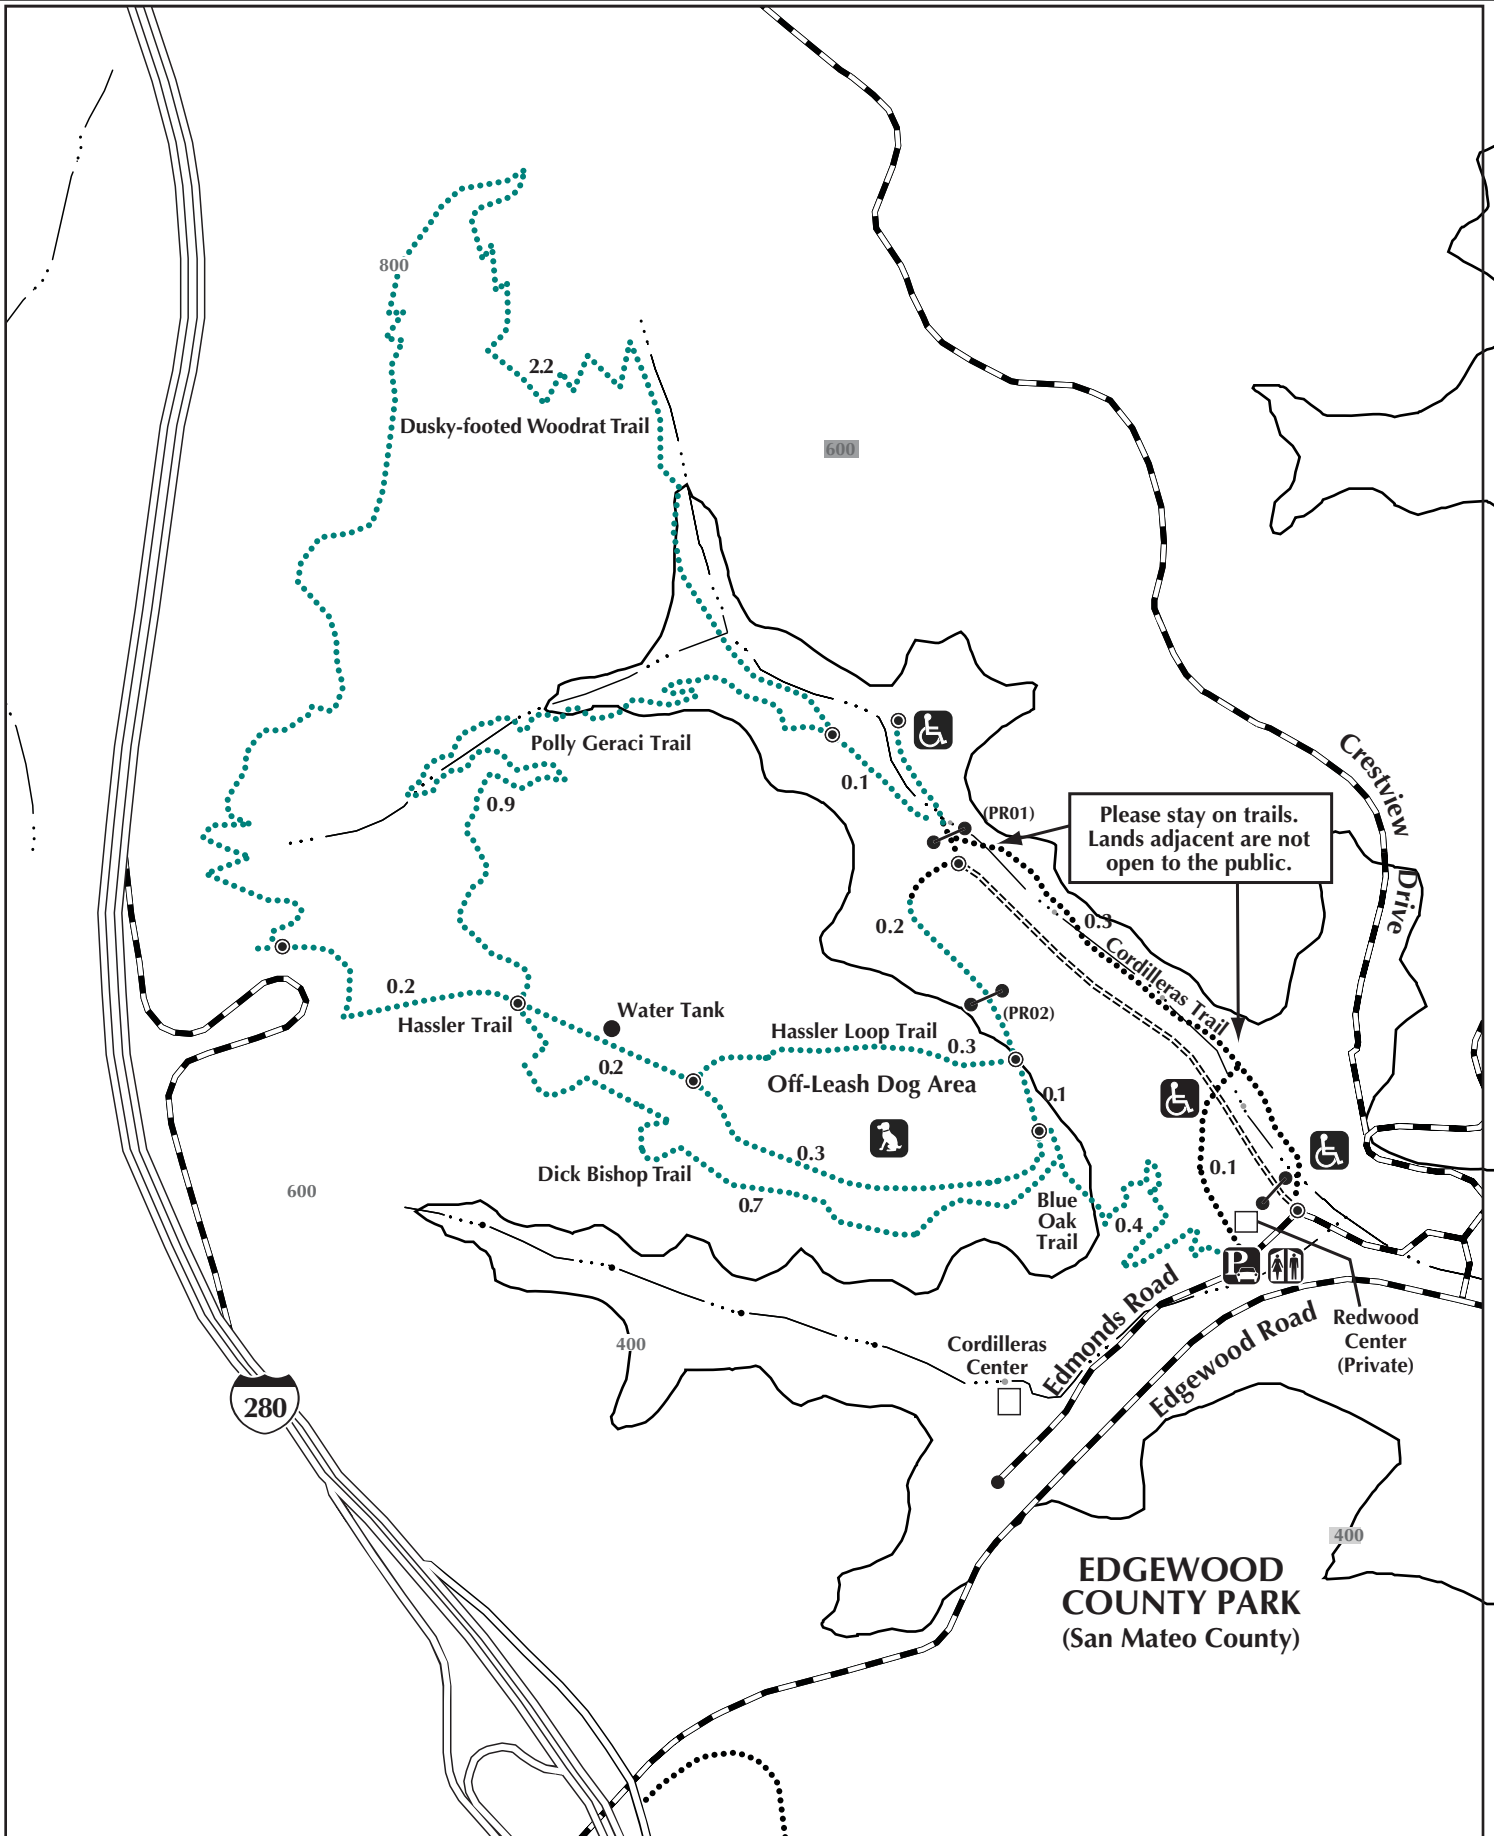 800
2.2
Dusky-footed Woodrat Trail
600
Polly Geraci Trail
0.9
0.1
(PR01)
Please stay on trails.
Lands adjacent are not
open to the public.
Crestview
Drive
0.2
0.3
Cordilleras Trail
0.2
Hassler Trail
Water Tank
(PR02)
Hassler Loop Trail
0.3
0.2
Off-Leash Dog Area
0.1
0.3
Dick Bishop Trail
0.7
0.1
600
Blue
Oak
Trail
0.4
P
Edmonds Road
Edgewood Road
Redwood
Center
(Private)
400
Cordilleras
Center
280
400
EDGEWOOD
COUNTY PARK
(San Mateo County)